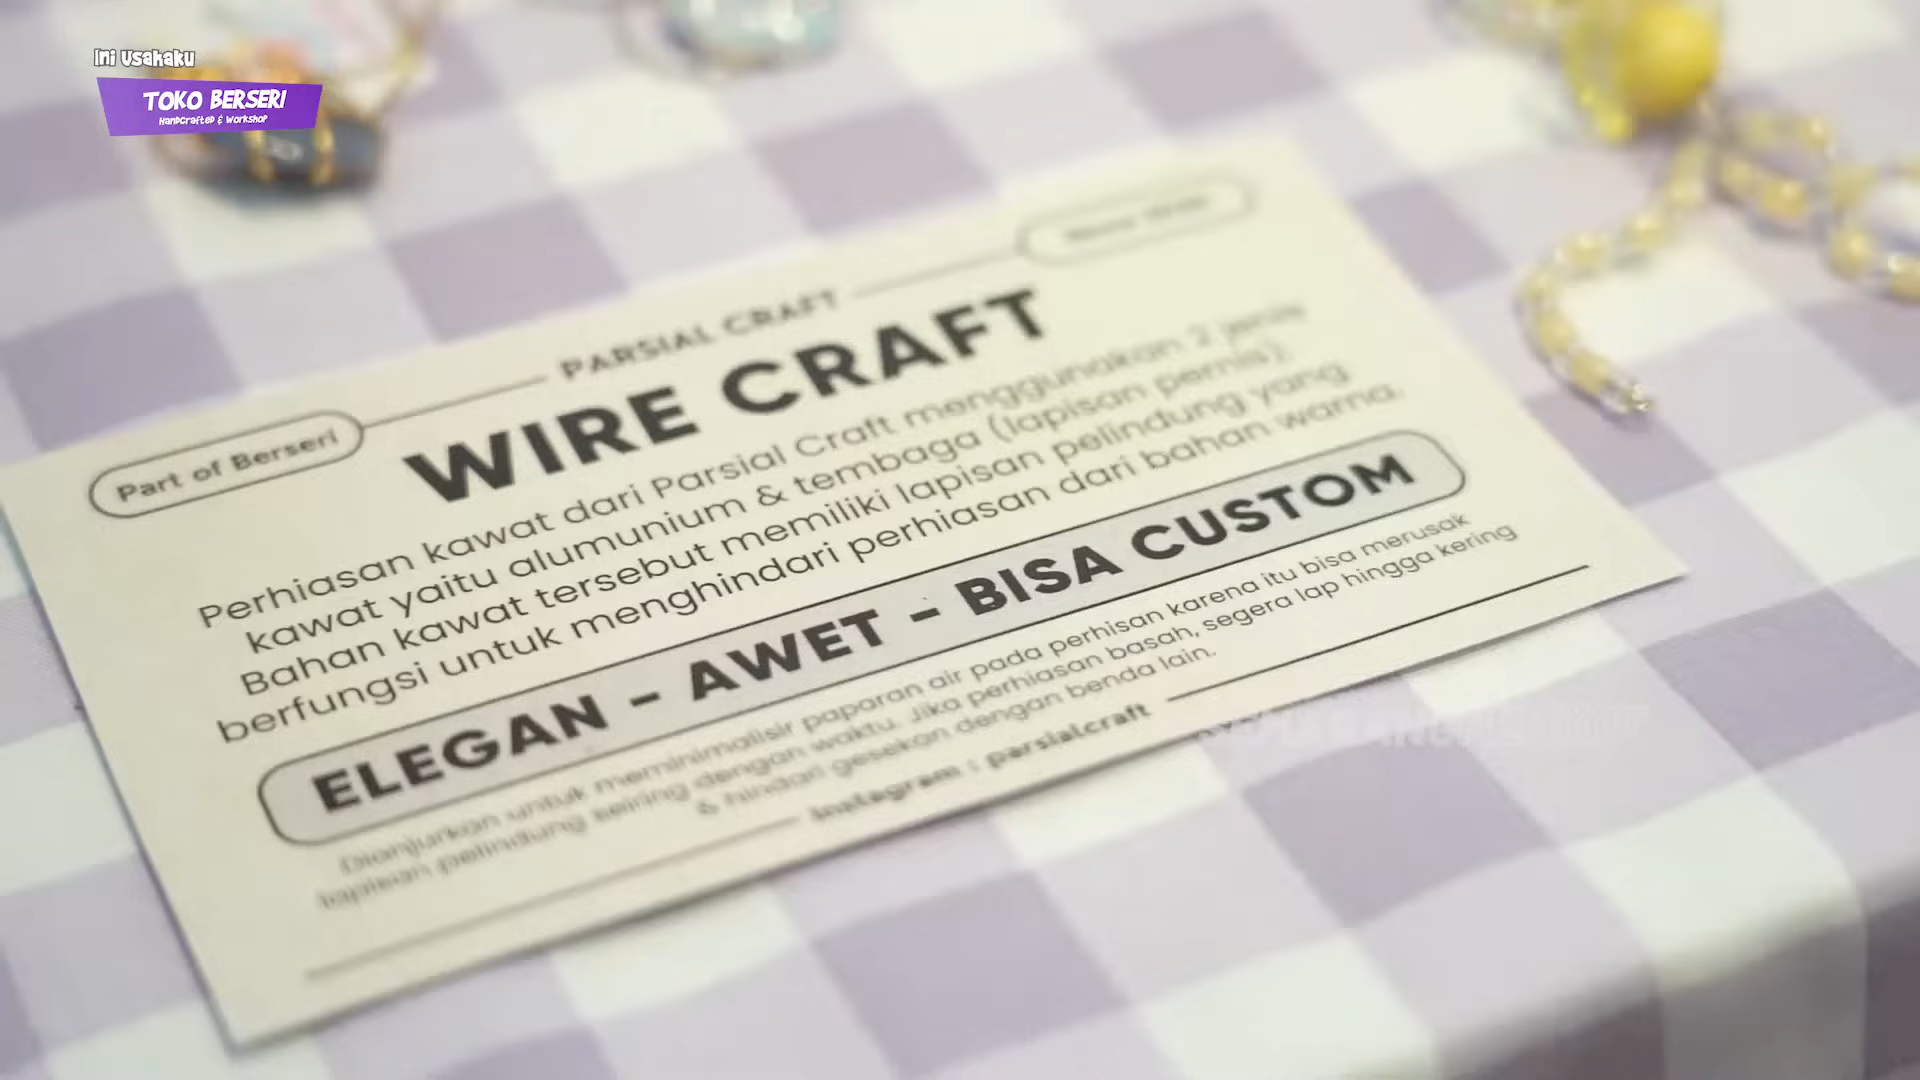 Ini Usahaku
TOKO BERSERI
Handcrafted & Workshop
PARSIAL CRAFT
Part of Berseri
WIRE CRAFT
Perhiasan kawat dari Parsial Craft menggunakan 2 jenis
kawat yaitu alumunium & tembaga (lapisan pernis).
Bahan kawat tersebut memiliki lapisan pelindung yang
berfungsi untuk menghindari perhiasan dari bahan warna.
ELEGAN - AWET - BISA CUSTOM
Dianjurkan untuk meminimalisir paparan air pada perhisan karena itu bisa merusak
lapisan pelindung seiring dengan waktu. Jika perhiasan basah, segera lap hingga kering
& hindari gesekan dengan benda lain.
Instagram : parsialcraft